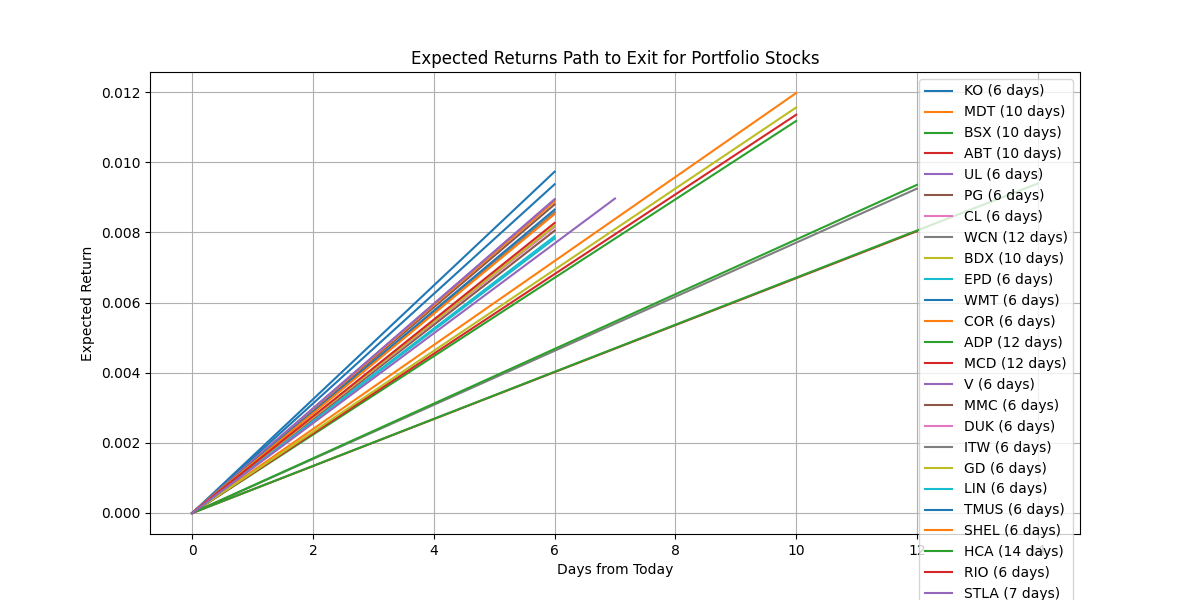 Expected Returns Path to Exit for Portfolio Stocks
Expected Return
0.012
0.010
0.008
0.006
0.004
0.002
0.000
0
2
4
6
8
10
12
Days from Today
KO (6 days)
MDT (10 days)
BSX (10 days)
ABT (10 days)
UL (6 days)
PG (6 days)
CL (6 days)
WCN (12 days)
BDX (10 days)
EPD (6 days)
WMT (6 days)
COR (6 days)
ADP (12 days)
MCD (12 days)
V (6 days)
MMC (6 days)
DUK (6 days)
ITW (6 days)
GD (6 days)
LIN (6 days)
TMUS (6 days)
SHEL (6 days)
HCA (14 days)
RIO (6 days)
STLA (7 days)